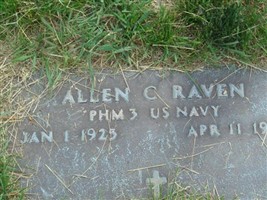 ALLEN C RAVEN
PHM3 US NAVY
JAN 1 1925 APR 11 19